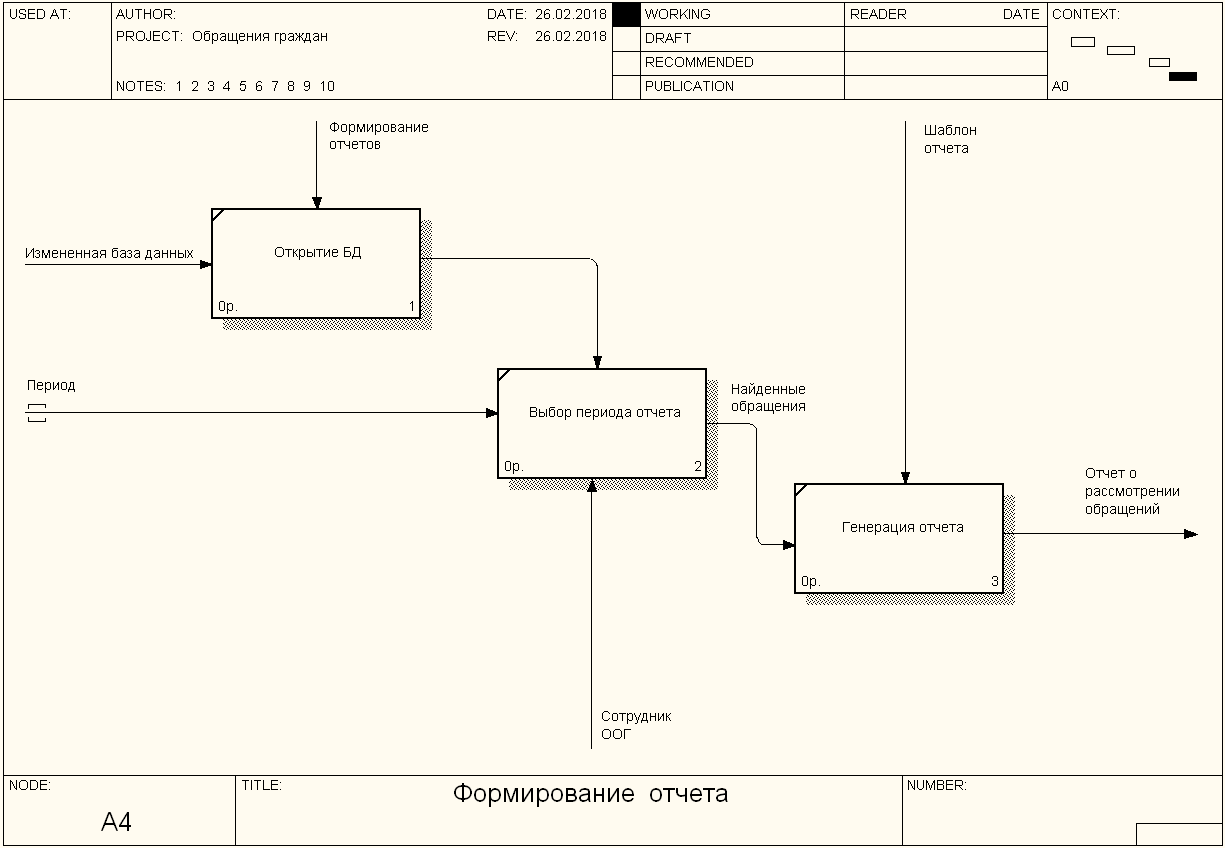 USED AT:
AUTHOR:
DATE: 26.02.2018
PROJECT: Обращения граждан
REV: 26.02.2018
NOTES: 1 2 3 4 5 6 7 8 9 10
WORKING
DRAFT
RECOMMENDED
PUBLICATION
READER
DATE
CONTEXT:
A0
Формирование
отчетов
Шаблон
отчета
Измененная база данных
Открытие БД
0р.
1
Период
Выбор периода отчета
0р.
2
Найденные
обращения
Генерация отчета
0р.
3
Отчет о
рассмотрении
обращений
Сотрудник
ООГ
NODE:
A4
TITLE:
Формирование отчета
NUMBER: